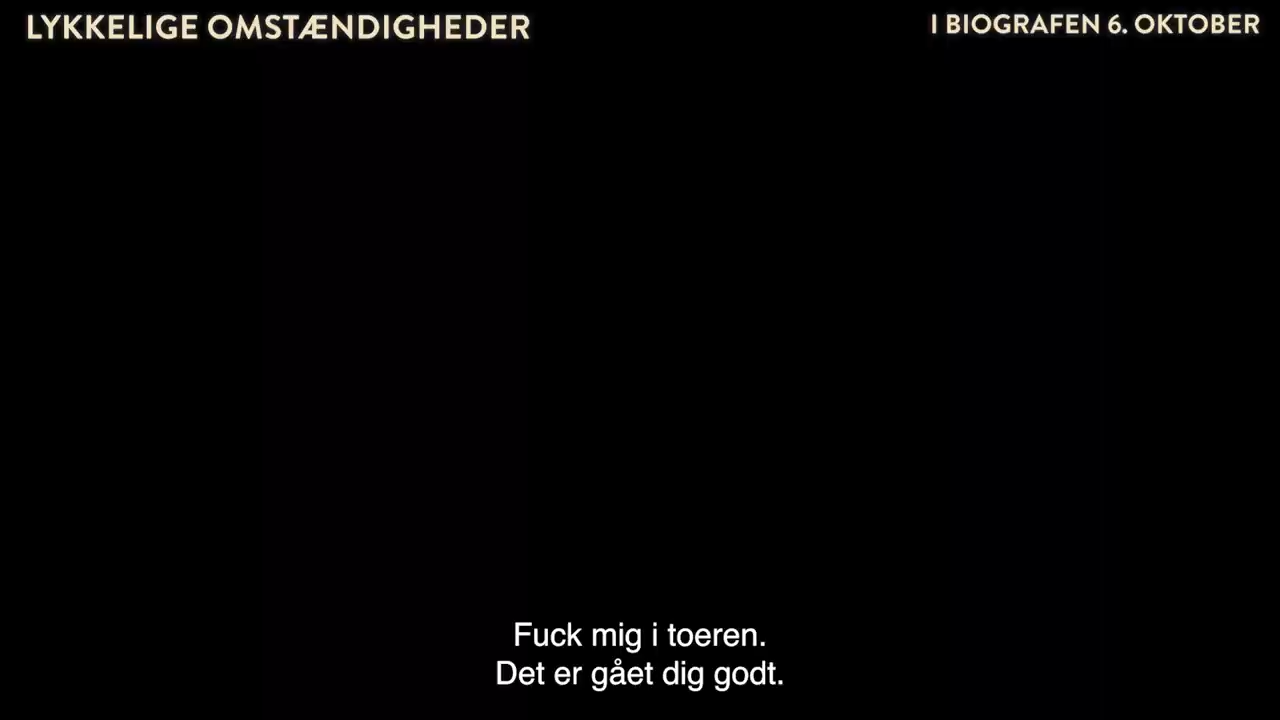 LYKKELIGE OMSTÆNDIGHEDER
I BIOGRAFEN 6. OKTOBER
Fuck mig i toeren.
Det er gået dig godt.